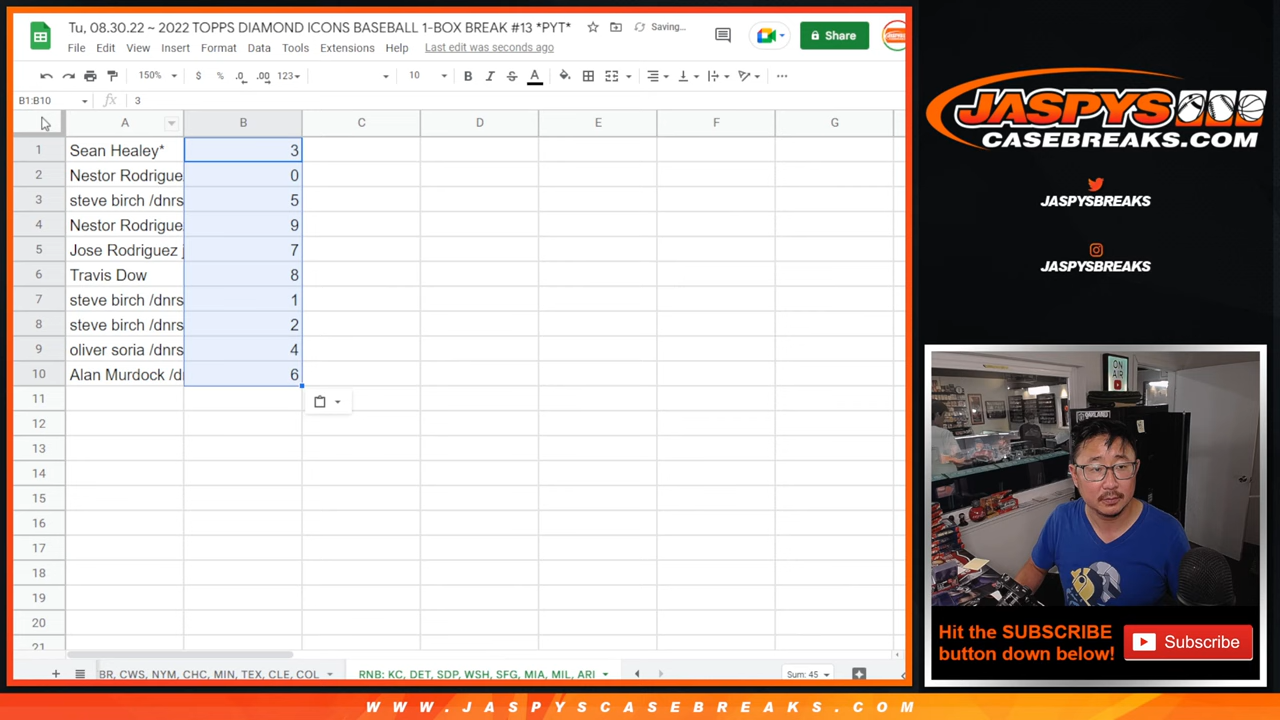 Tu, 08.30.22 ~ 2022 TOPPS DIAMOND ICONS BASEBALL 1-BOX BREAK #13 *PYT*
Saving...
File Edit View Insert Format Data Tools Extensions Help Last edit was seconds ago
Share
150% $ % .0 .00 123 10 B I S A
B1:B10 fx 3
A B C D E F G
1 Sean Healey* 3
2 Nestor Rodrigue 0
3 steve birch /dnrs 5
4 Nestor Rodrigue 9
5 Jose Rodriguez j 7
6 Travis Dow 8
7 steve birch /dnrs 1
8 steve birch /dnrs 2
9 oliver soria /dnrs 4
10 Alan Murdock /d 6
11
12
13
14
15
16
17
18
19
20
21
BR, CWS, NYM, CHC, MIN, TEX, CLE, COL
RNB: KC, DET, SDP, WSH, SFG, MIA, MIL, ARI
Sum: 45
JASPYS
CASEBREAKS.COM
JASPYSBREAKS
JASPYSBREAKS
ON
AIR
Hit the SUBSCRIBE
button down below!
Subscribe
WWW.JASPYSCASEBREAKS.COM